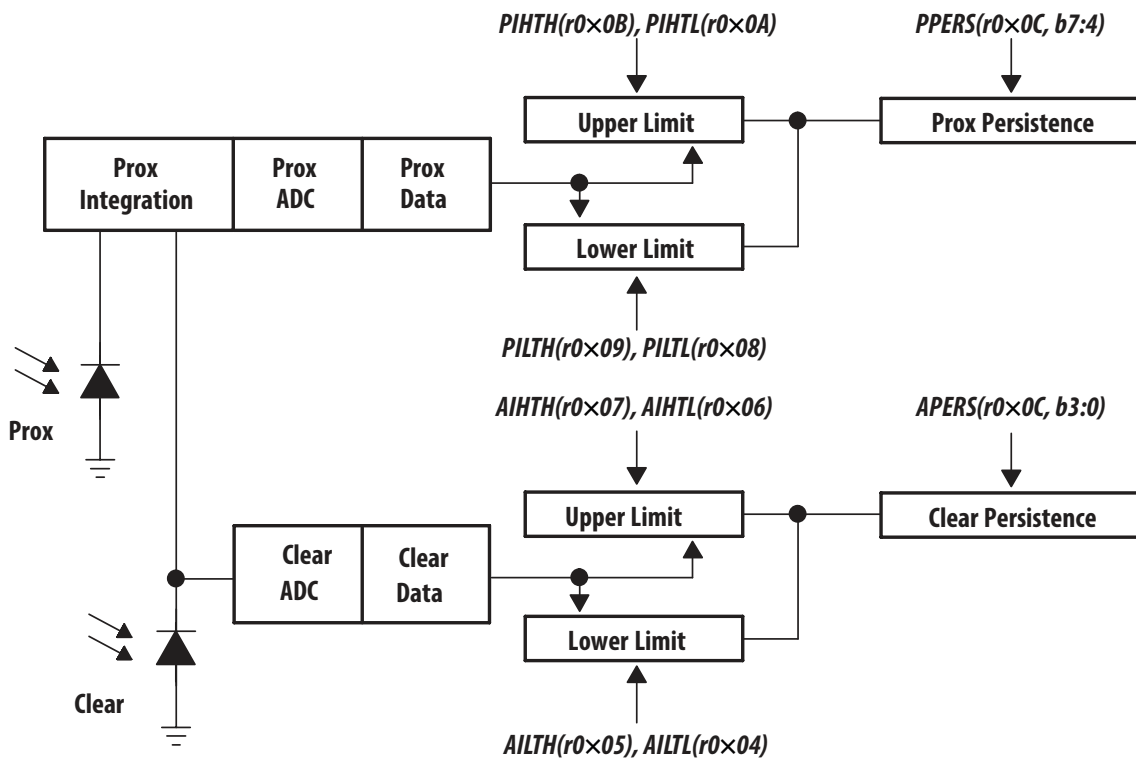 PIHTH(r0×0B), PIHTL(r0×0A)
PPERS(r0×0C, b7:4)
Upper Limit
Prox Persistence
Prox
Integration
Prox
ADC
Prox
Data
Lower Limit
PILTH(r0×09), PILTL(r0×08)
Prox
AIHTH(r0×07), AIHTL(r0×06)
APERS(r0×0C, b3:0)
Upper Limit
Clear Persistence
Clear
ADC
Clear
Data
Lower Limit
Clear
AILTH(r0×05), AILTL(r0×04)